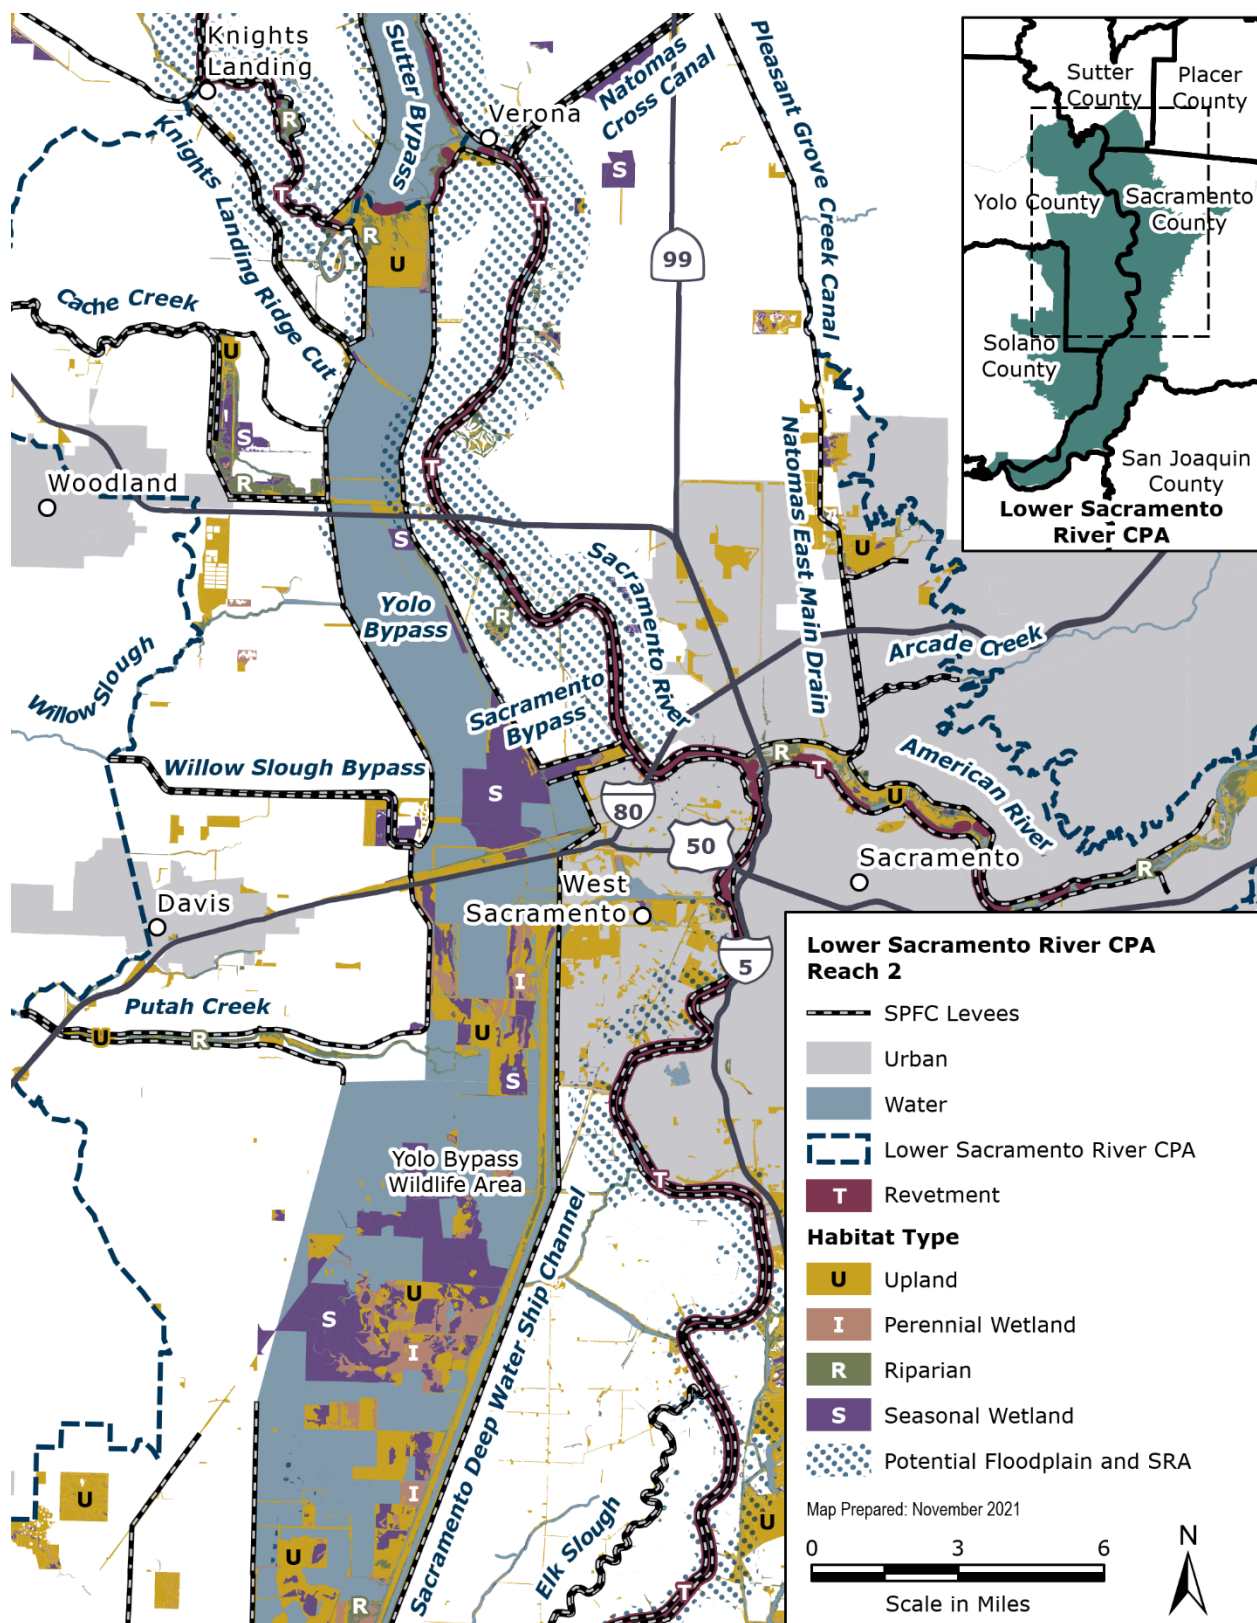 Knights
Landing
Sutter Bypass
Verona
Natomas
Cross Canal
Pleasant Grove Creek Canal
R
T
Knights Landing Ridge Cut
S
T
R
U
99
Cache Creek
U
S
R
Woodland
T
S
Natomas East Main Drain
U
Sacramento River
R
Yolo
Bypass
Willow Slough
Arcade Creek
Sacramento
Bypass
Willow Slough Bypass
S
R
T
U
American River
80
50
Sacramento
R
West
Sacramento
Davis
5
I
Putah Creek
U
R
U
S
Yolo Bypass
Wildlife Area
T
Sacramento Deep Water Ship Channel
U
S
I
I
U
U
R
Elk Slough
U
T
Sutter
County
Placer
County
Yolo County
Sacramento
County
Solano
County
San Joaquin
County
Lower Sacramento
River CPA
Lower Sacramento River CPA
Reach 2
SPFC Levees
Urban
Water
Lower Sacramento River CPA
T Revetment
Habitat Type
U Upland
I Perennial Wetland
R Riparian
S Seasonal Wetland
Potential Floodplain and SRA
Map Prepared: November 2021
0 3 6
Scale in Miles
N